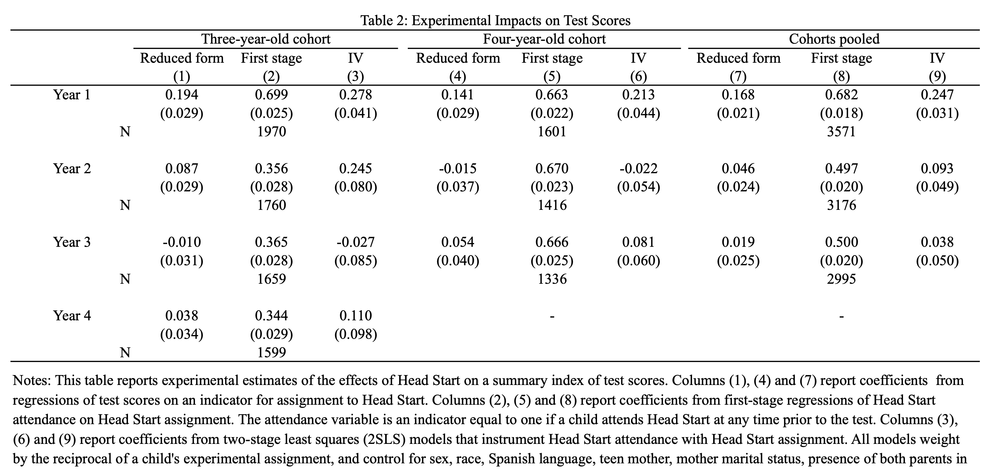 Table 2: Experimental Impacts on Test Scores
Three-year-old cohort Four-year-old cohort Cohorts pooled
Reduced form First stage IV Reduced form First stage IV Reduced form First stage IV
(1) (2) (3) (4) (5) (6) (7) (8) (9)
Year 1 0.194 0.699 0.278 0.141 0.663 0.213 0.168 0.682 0.247
(0.029) (0.025) (0.041) (0.029) (0.022) (0.044) (0.021) (0.018) (0.031)
N 1970 1601 3571
Year 2 0.087 0.356 0.245 -0.015 0.670 -0.022 0.046 0.497 0.093
(0.029) (0.028) (0.080) (0.037) (0.023) (0.054) (0.024) (0.020) (0.049)
N 1760 1416 3176
Year 3 -0.010 0.365 -0.027 0.054 0.666 0.081 0.019 0.500 0.038
(0.031) (0.028) (0.085) (0.040) (0.025) (0.060) (0.025) (0.020) (0.050)
N 1659 1336 2995
Year 4 0.038 0.344 0.110 - -
(0.034) (0.029) (0.098)
N 1599
Notes: This table reports experimental estimates of the effects of Head Start on a summary index of test scores. Columns (1), (4) and (7) report coefficients from
regressions of test scores on an indicator for assignment to Head Start. Columns (2), (5) and (8) report coefficients from first-stage regressions of Head Start
attendance on Head Start assignment. The attendance variable is an indicator equal to one if a child attends Head Start at any time prior to the test. Columns (3),
(6) and (9) report coefficients from two-stage least squares (2SLS) models that instrument Head Start attendance with Head Start assignment. All models weight
by the reciprocal of a child's experimental assignment, and control for sex, race, Spanish language, teen mother, mother marital status, presence of both parents in